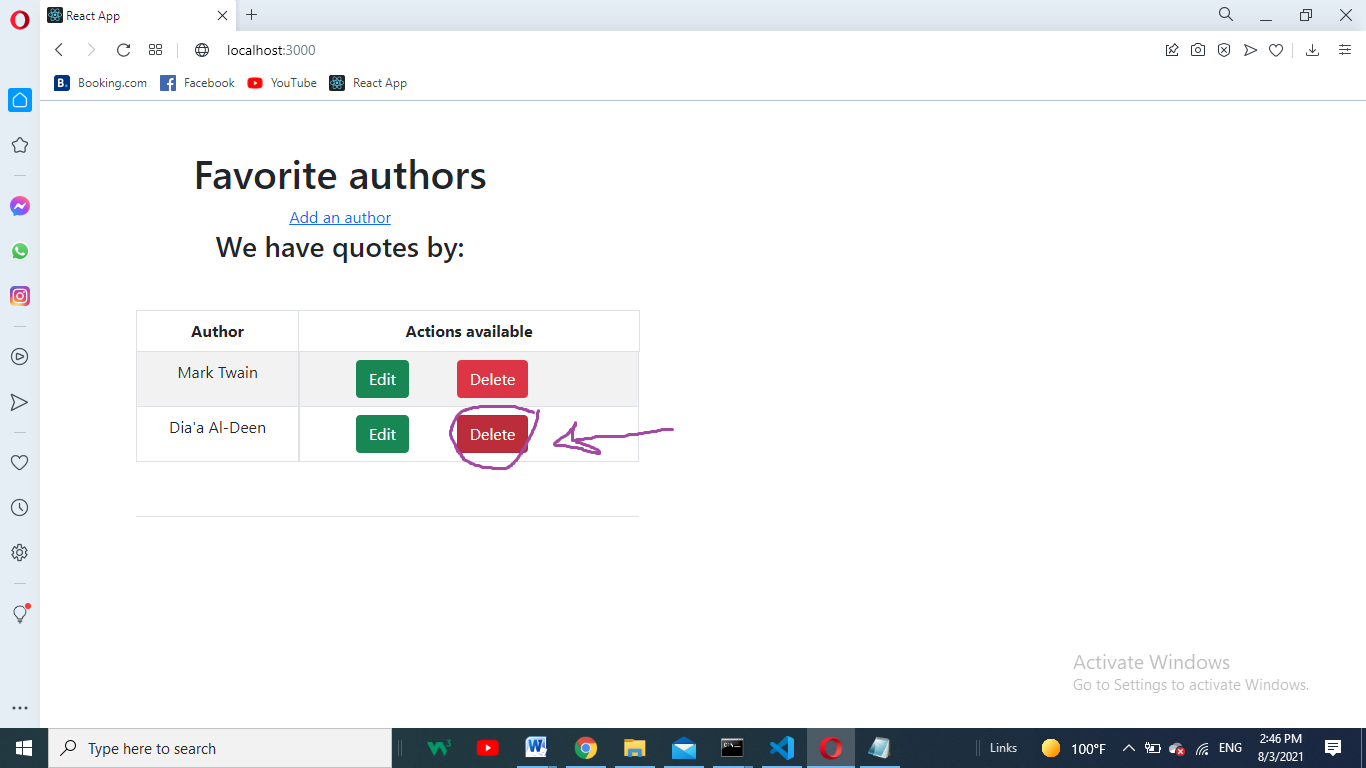 React App
localhost:3000
B. Booking.com Facebook YouTube React App
Favorite authors
Add an author
We have quotes by:
Author Actions available
Mark Twain Edit Delete
Dia'a Al-Deen Edit Delete
Activate Windows
Go to Settings to activate Windows.
Type here to search
Links 100°F ENG 2:46 PM
8/3/2021